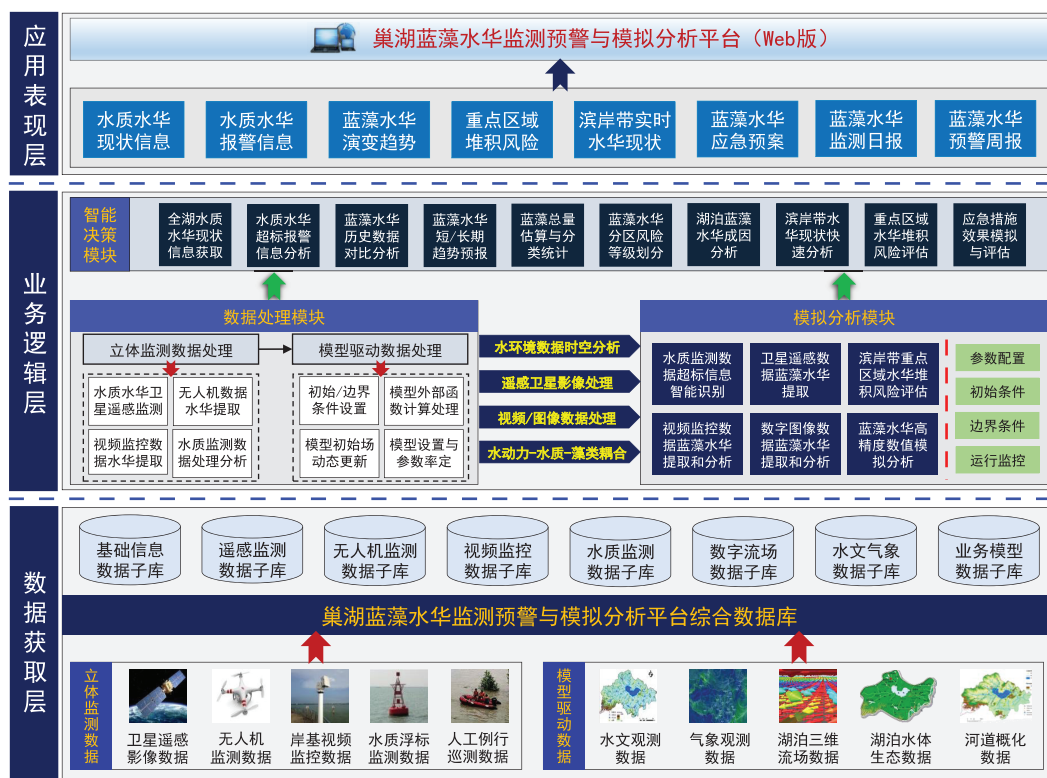 应用表现层
巢湖蓝藻水华监测预警与模拟分析平台（Web版）
水质水华
现状信息
水质水华
报警信息
蓝藻水华
演变趋势
重点区域
堆积风险
滨岸带实时
水华现状
蓝藻水华
应急预案
蓝藻水华
监测日报
蓝藻水华
预警周报
业务逻辑层
智能
决策
模块
全湖水质
水华现状
信息获取
水质水华
超标报警
信息分析
蓝藻水华
历史数据
对比分析
蓝藻水华
短/长期
趋势预报
蓝藻总量
估算与分
类统计
蓝藻水华
分区风险
等级划分
湖泊蓝藻
水华成因
分析
滨岸带水
华现状快
速分析
重点区域
水华堆积
风险评估
应急措施
效果模拟
与评估
数据处理模块
立体监测数据处理
模型驱动数据处理
水质水华卫
星遥感监测
无人机数据
水华提取
视频监控数
据水华提取
水质监测数
据处理分析
初始/边界
条件设置
模型外部函
数计算处理
模型初始场
动态更新
模型设置与
参数率定
水环境数据时空分析
遥感卫星影像处理
视频/图像数据处理
水动力-水质-藻类耦合
模拟分析模块
水质监测数
据超标信息
智能识别
卫星遥感数
据蓝藻水华
提取
滨岸带重点
区域水华堆
积风险评估
视频监控数
据蓝藻水华
提取和分析
数字图像数
据蓝藻水华
提取和分析
蓝藻水华高
精度数值模
拟分析
参数配置
初始条件
边界条件
运行监控
数据获取层
基础信息
数据子库
遥感监测
数据子库
无人机监测
数据子库
视频监控
数据子库
水质监测
数据子库
数字流场
数据子库
水文气象
数据子库
业务模型
数据子库
巢湖蓝藻水华监测预警与模拟分析平台综合数据库
立体监测数据
卫星遥感
影像数据
无人机
监测数据
岸基视频
监控数据
水质浮标
监测数据
人工例行
巡测数据
模型驱动数据
水文观测
数据
气象观测
数据
湖泊三维
流场数据
湖泊水体
生态数据
河道概化
数据